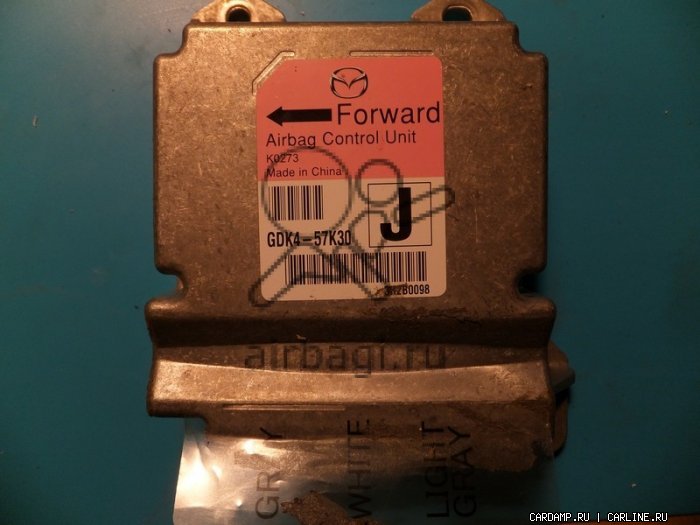 Forward
Airbag Control Unit
K0273
Made in China
GDK4-57K30
J
airbagi.ru
GRAY
WHITE
LIGHT
GRAY
CARDAMP.RU | CARLINE.RU